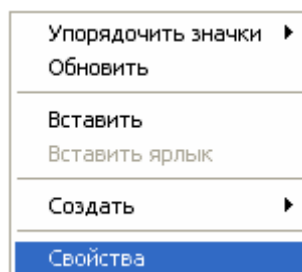 Упорядочить значки
Обновить
Вставить
Вставить ярлык
Создать
Свойства